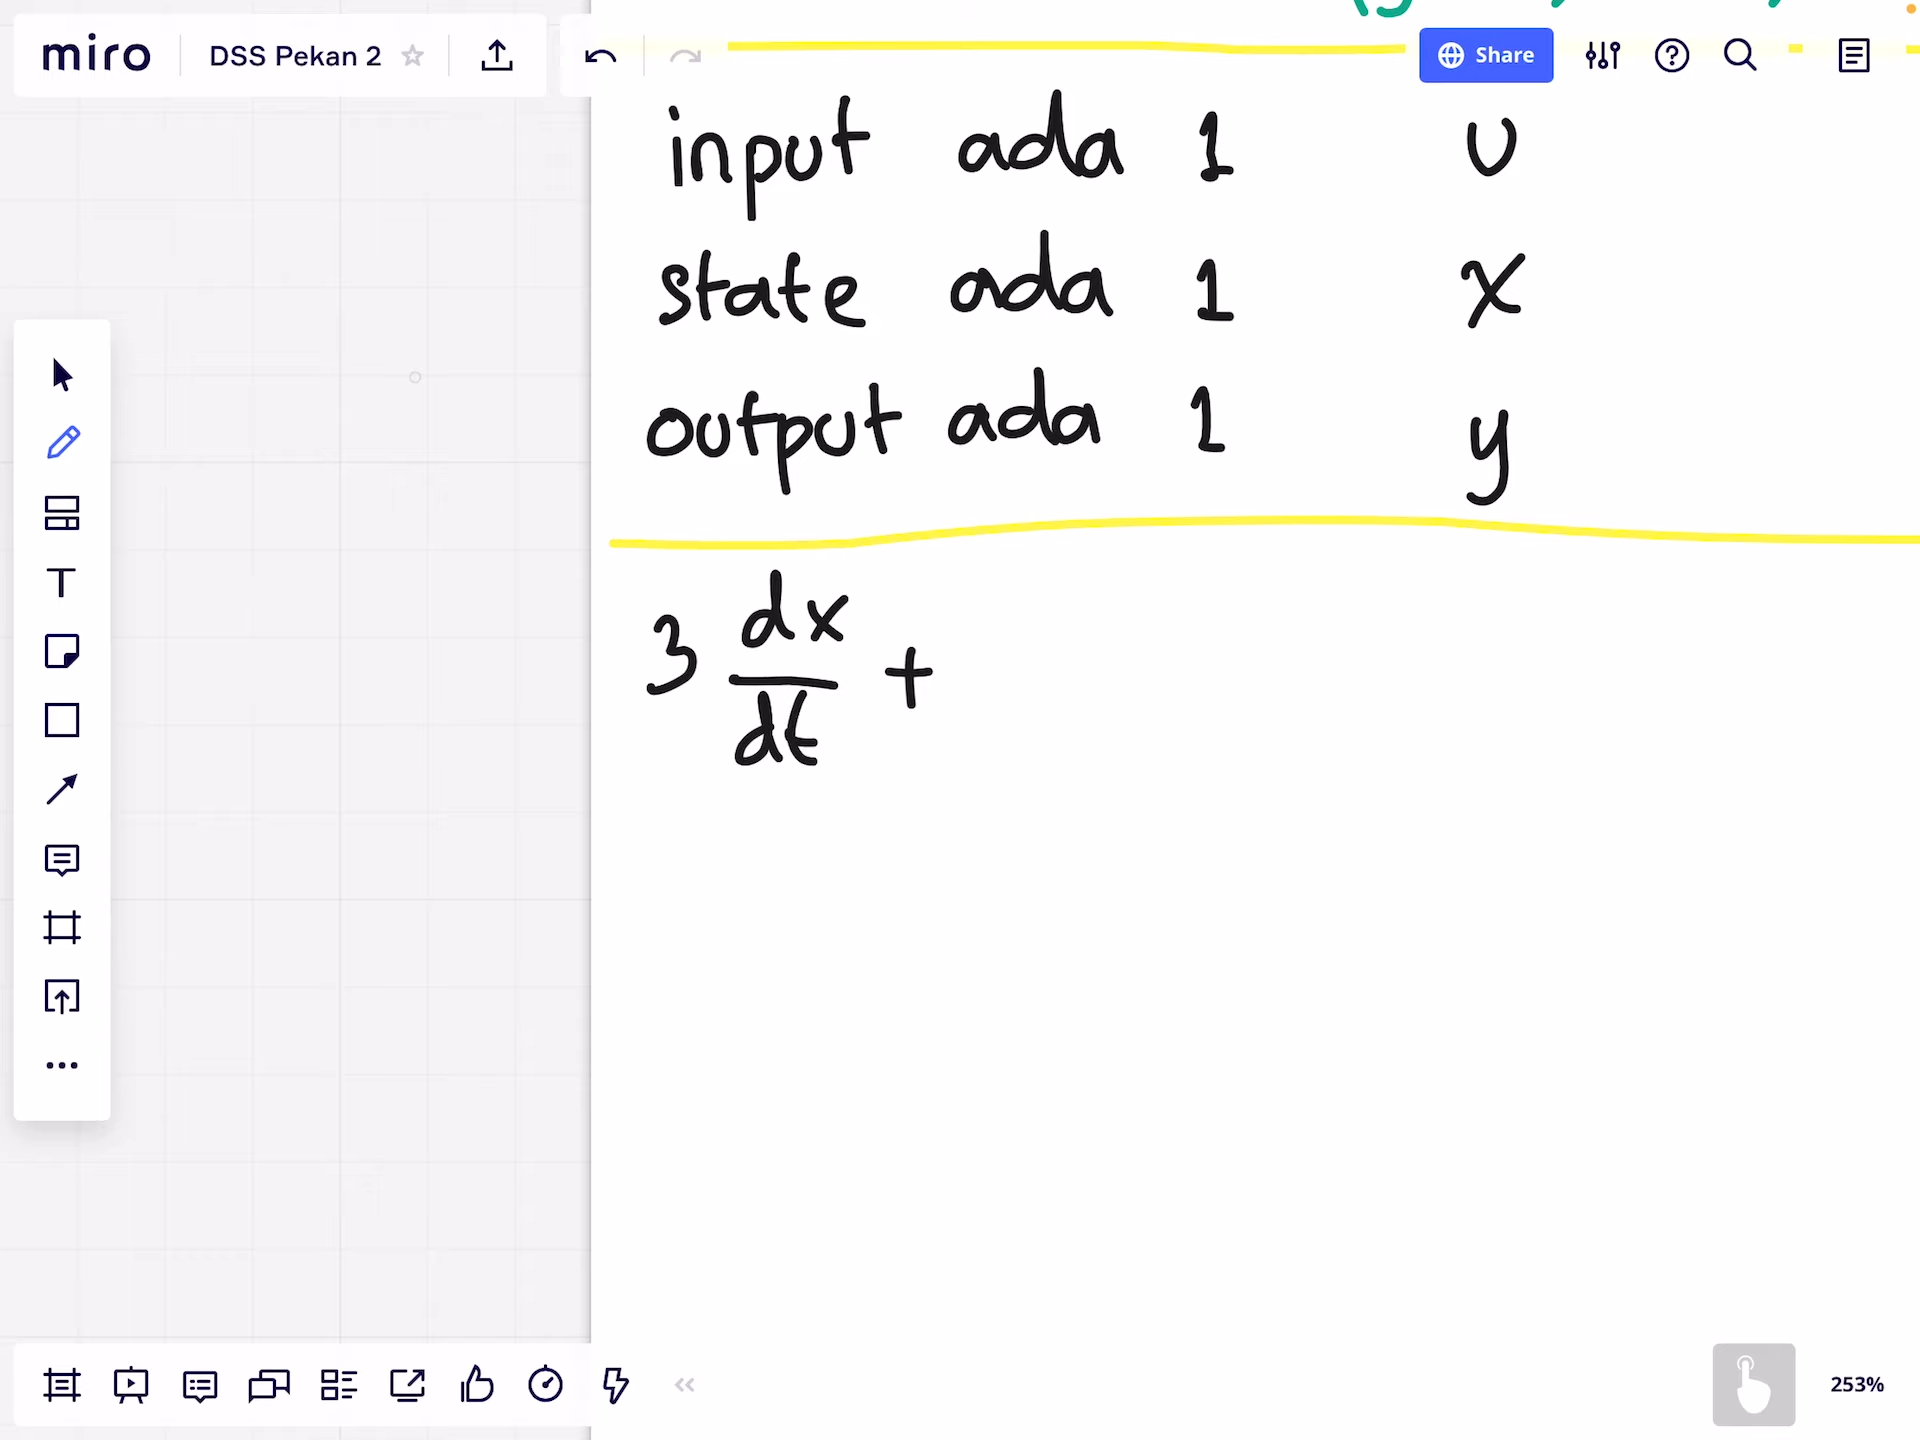 miro DSS Pekan 2 Share
input ada 1 U
state ada 1 x
output ada 1 y
3 dx/dt +
253%